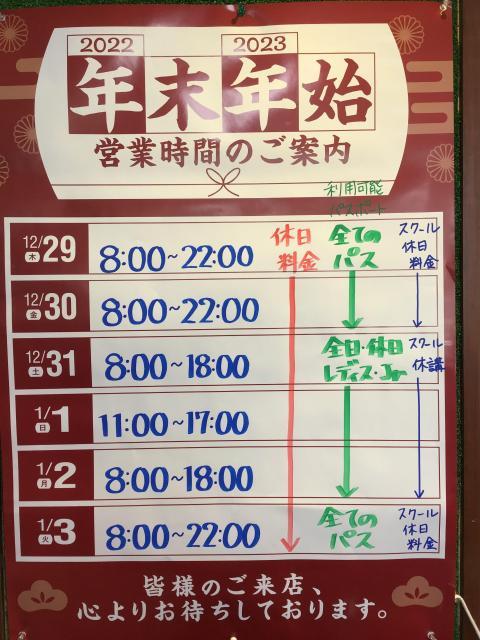 2022 2023
年末年始
営業時間のご案内
利用可能
パスポート
12/29 木 8:00~22:00 休日料金 全てのパス スクール休日料金
12/30 金 8:00~22:00
12/31 土 8:00~18:00 全日・休日レディス・Jr スクール休講
1/1 日 11:00~17:00
1/2 月 8:00~18:00
1/3 火 8:00~22:00 全てのパス スクール休日料金
皆様のご来店、
心よりお待ちしております。